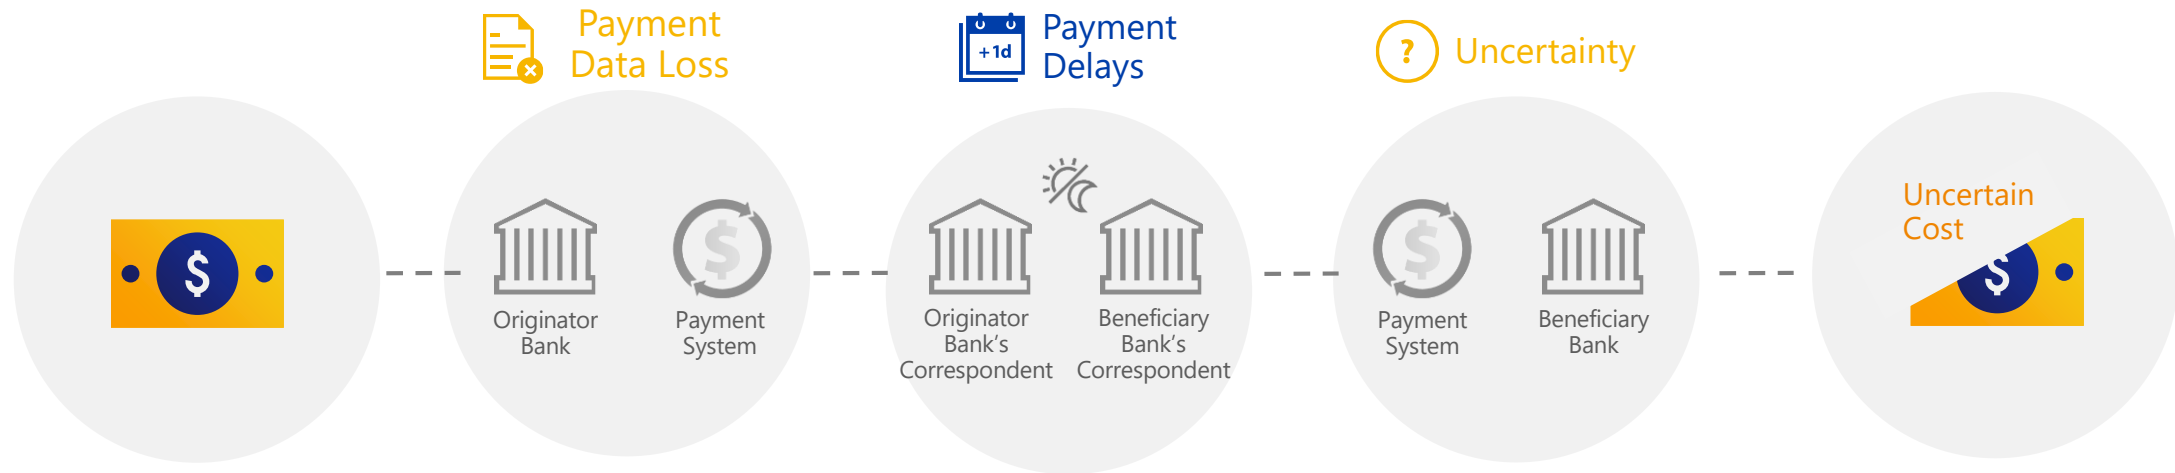 Payment
Data Loss
+1d
Payment
Delays
?
Uncertainty
$
Originator
Bank
$
Payment
System
Originator
Bank's
Correspondent
Beneficiary
Bank's
Correspondent
$
Payment
System
Beneficiary
Bank
Uncertain
Cost
$